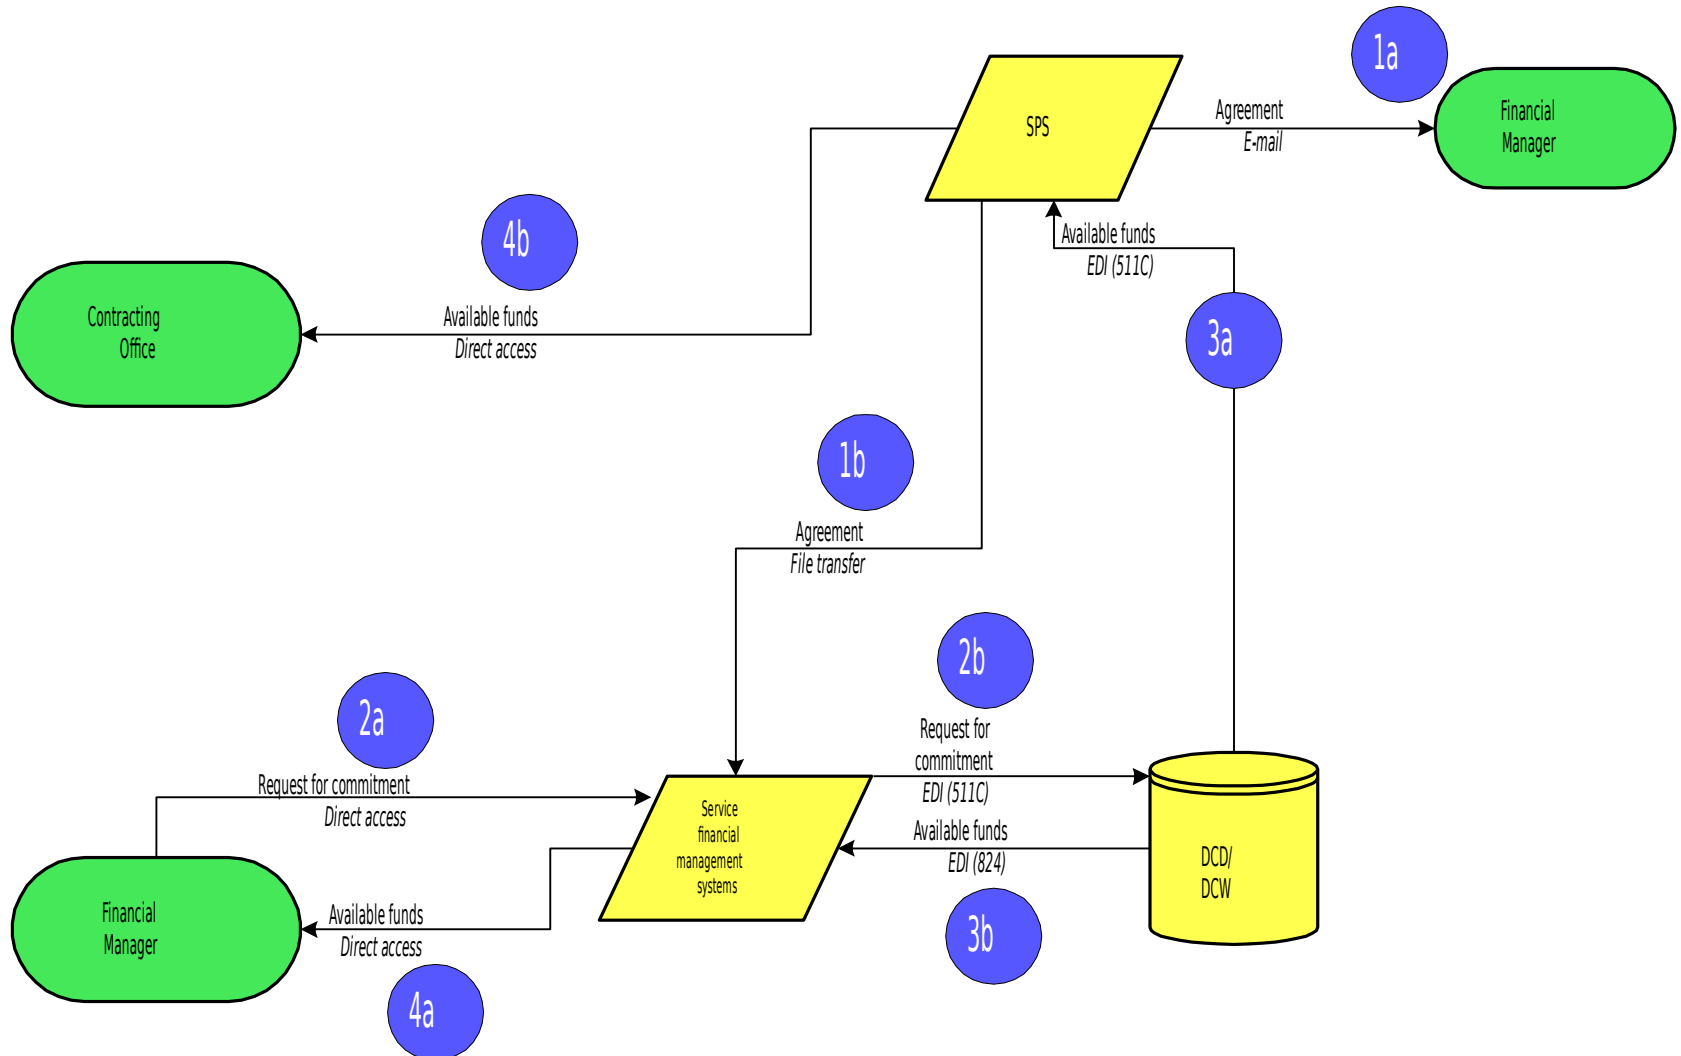 1a
SPS
Agreement
E-mail
Financial
Manager
4b
Available funds
EDI (511C)
Contracting
Office
Available funds
Direct access
3a
1b
Agreement
File transfer
2b
2a
Request for
commitment
EDI (511C)
Request for commitment
Direct access
Service
financial
management
systems
Available funds
EDI (824)
DCD/
DCW
Financial
Manager
Available funds
Direct access
3b
4a